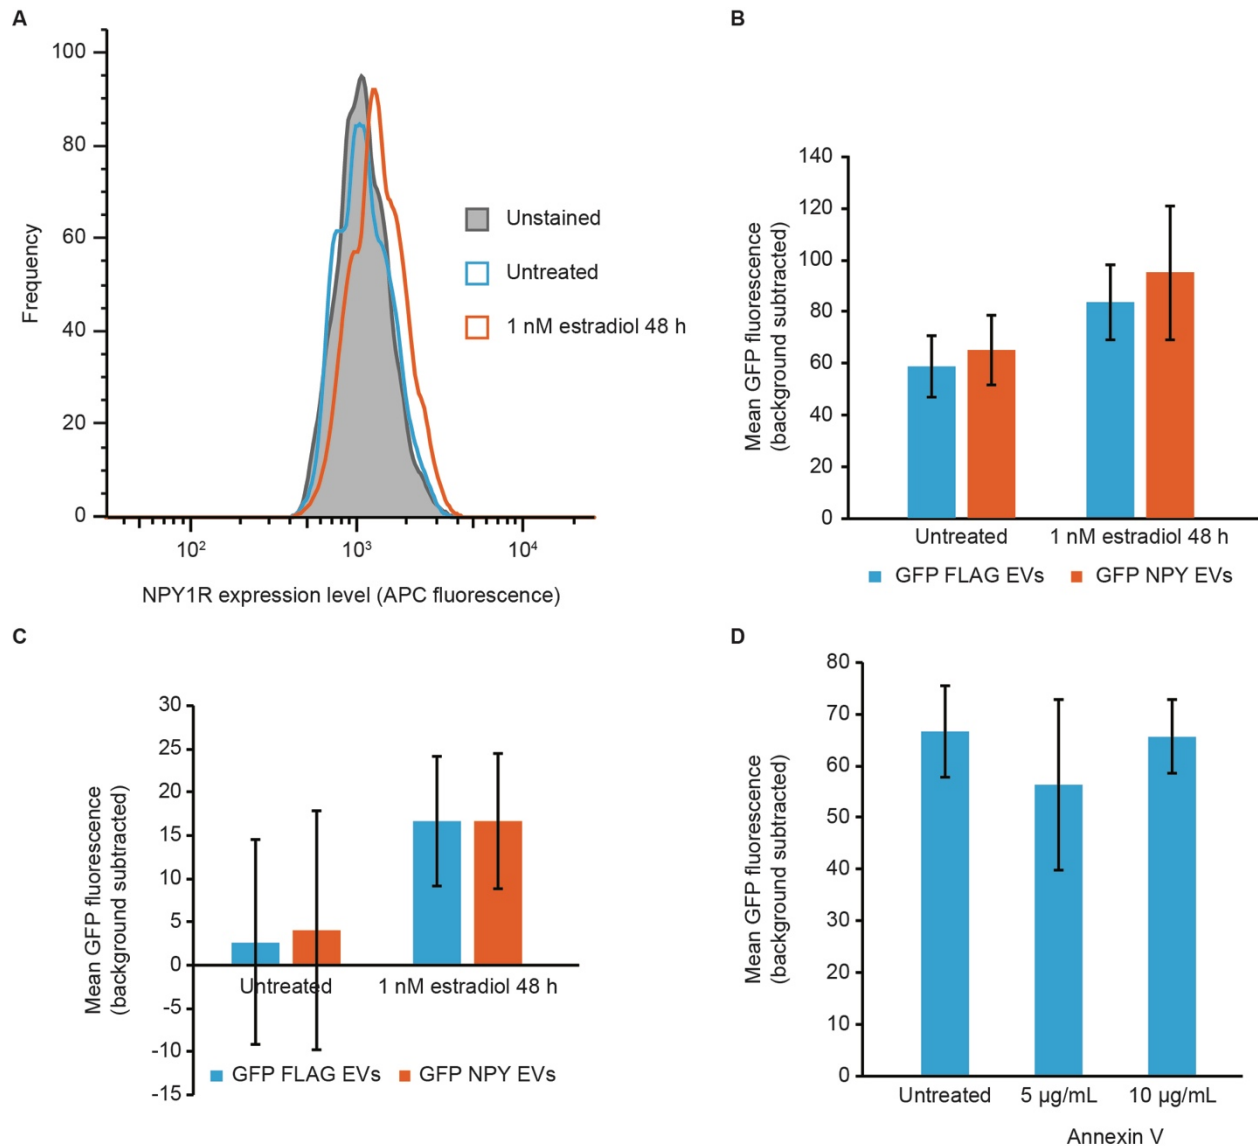 A
100
80
60
40
20
0
Frequency
Unstained
Untreated
1 nM estradiol 48 h
10²
10³
10⁴
NPY1R expression level (APC fluorescence)
B
140
120
100
80
60
40
20
0
Mean GFP fluorescence
(background subtracted)
Untreated
1 nM estradiol 48 h
GFP FLAG EVs
GFP NPY EVs
C
30
25
20
15
10
5
0
-5
-10
-15
Mean GFP fluorescence
(background subtracted)
Untreated
1 nM estradiol 48 h
GFP FLAG EVs
GFP NPY EVs
D
80
70
60
50
40
30
20
10
0
Mean GFP fluorescence
(background subtracted)
Untreated
5 µg/mL
10 µg/mL
Annexin V